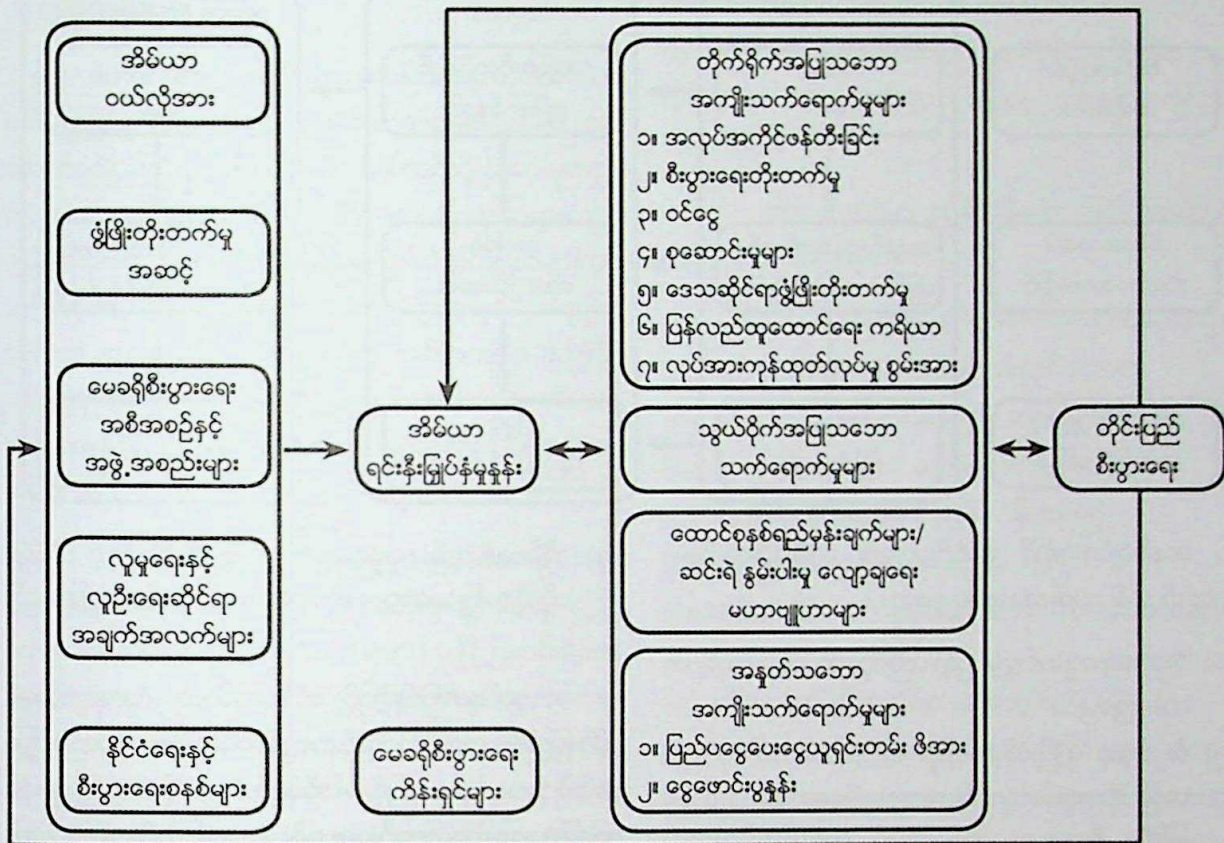 အိမ်ယာ
ဝယ်လိုအား
ဖွံ့ဖြိုးတိုးတက်မှု
အဆင့်
မေခရိုစီးပွားရေး
အစီအစဉ်နှင့်
အဖွဲ့အစည်းများ
လူမှုရေးနှင့်
လူဦးရေးဆိုင်ရာ
အချက်အလက်များ
နိုင်ငံရေးနှင့်
စီးပွားရေးစနစ်များ
အိမ်ယာ
ရင်းနှီးမြှုပ်နှံမှုနှုန်း
မေခရိုစီးပွားရေး
ကိန်းရှင်များ
တိုက်ရိုက်အပြုသဘော
အကျိုးသက်ရောက်မှုများ
၁။ အလုပ်အကိုင်ဖန်တီးခြင်း
၂။ စီးပွားရေးတိုးတက်မှု
၃။ ဝင်ငွေ
၄။ စုဆောင်းမှုများ
၅။ ဒေသဆိုင်ရာဖွံ့ဖြိုးတိုးတက်မှု
၆။ ပြန်လည်ထူထောင်ရေး ကရိယာ
၇။ လုပ်အားကုန်ထုတ်လုပ်မှု စွမ်းအား
သွယ်ဝိုက်အပြုသဘော
သက်ရောက်မှုများ
ထောင်စုနှစ်ရည်မှန်းချက်များ/
ဆင်းရဲ နွမ်းပါးမှု လျော့ချရေး
မဟာဗျူဟာများ
အနုတ်သဘော
အကျိုးသက်ရောက်မှုများ
၁။ ပြည်ပငွေပေးငွေယူရှင်းတမ်း ဖိအား
၂။ ငွေဖောင်းပွနှုန်း
တိုင်းပြည်
စီးပွားရေး